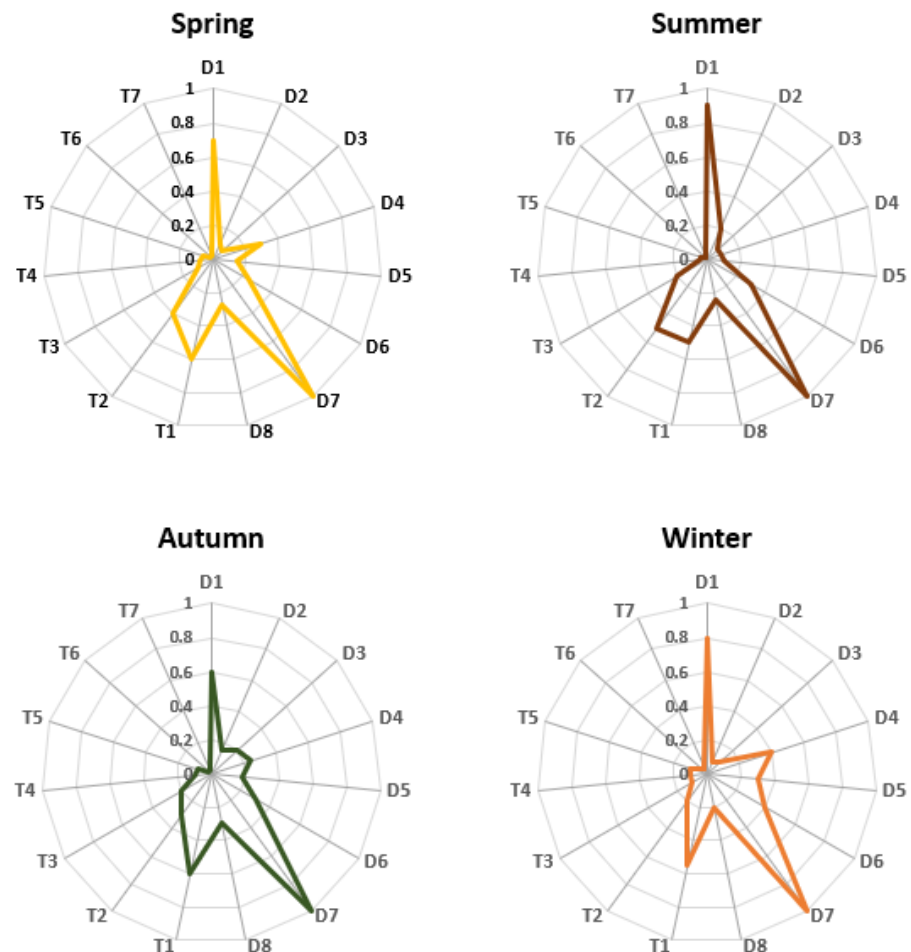 Spring
D1
D2
D3
D4
D5
D6
D7
D8
T1
T2
T3
T4
T5
T6
T7
1
0.8
0.6
0.4
0.2
0
Summer
D1
D2
D3
D4
D5
D6
D7
D8
T1
T2
T3
T4
T5
T6
T7
1
0.8
0.6
0.4
0.2
0
Autumn
D1
D2
D3
D4
D5
D6
D7
D8
T1
T2
T3
T4
T5
T6
T7
1
0.8
0.6
0.4
0.2
0
Winter
D1
D2
D3
D4
D5
D6
D7
D8
T1
T2
T3
T4
T5
T6
T7
1
0.8
0.6
0.4
0.2
0